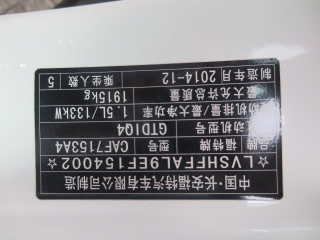 中国·长安福特汽车有限公司制造
☆LVSHFFAL9EF154002☆
品牌 福特牌 型号 CAF7153A4
发动机型号 GTDIQ4
发动机排量/最大净功率 1.5L/133kW
最大允许总质量 1915kg
制造年月 2014-12 乘坐人数 5